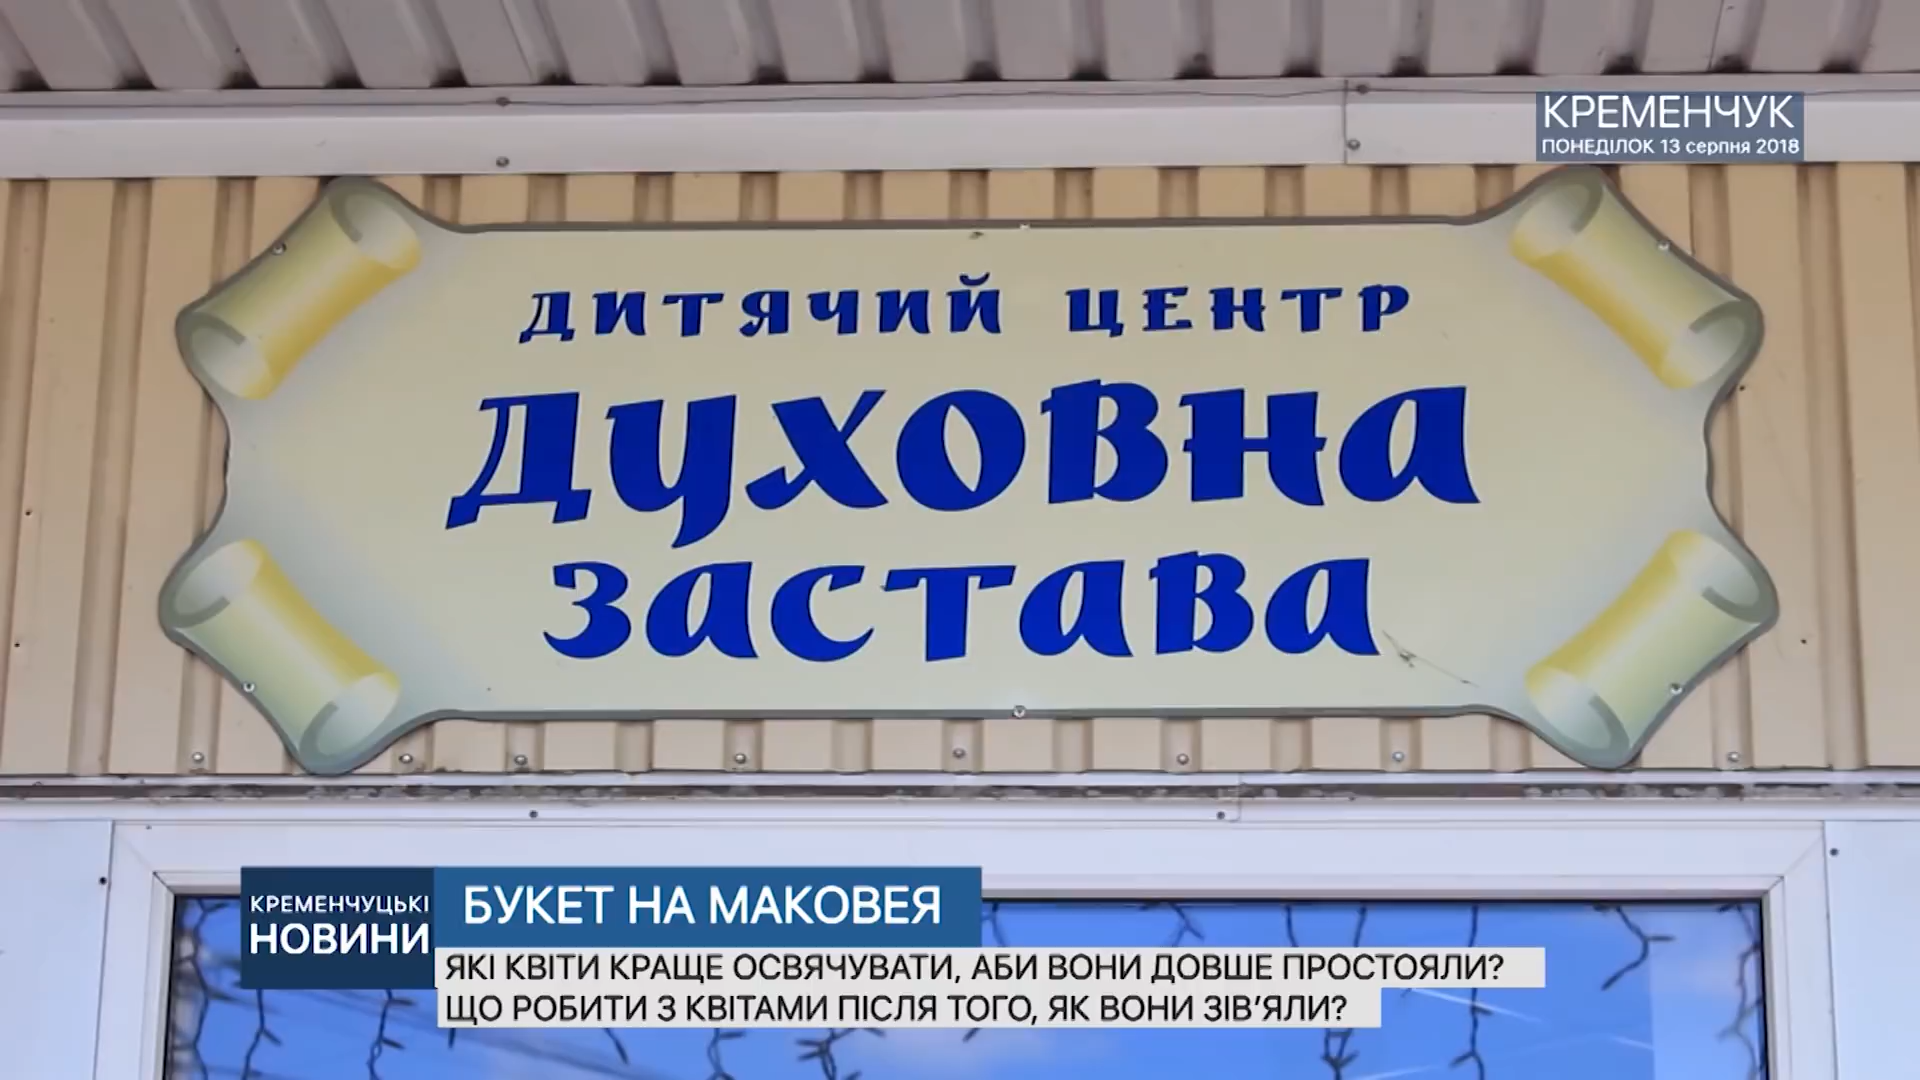 КРЕМЕНЧУК
ПОНЕДІЛОК 13 серпня 2018
ДИТЯЧИЙ ЦЕНТР
ДУХОВНА
ЗАСТАВА
КРЕМЕНЧУЦЬКІ
НОВИНИ
БУКЕТ НА МАКОВЕЯ
ЯКІ КВІТИ КРАЩЕ ОСВЯЧУВАТИ, АБИ ВОНИ ДОВШЕ ПРОСТОЯЛИ?
ЩО РОБИТИ З КВІТАМИ ПІСЛЯ ТОГО, ЯК ВОНИ ЗІВ’ЯЛИ?